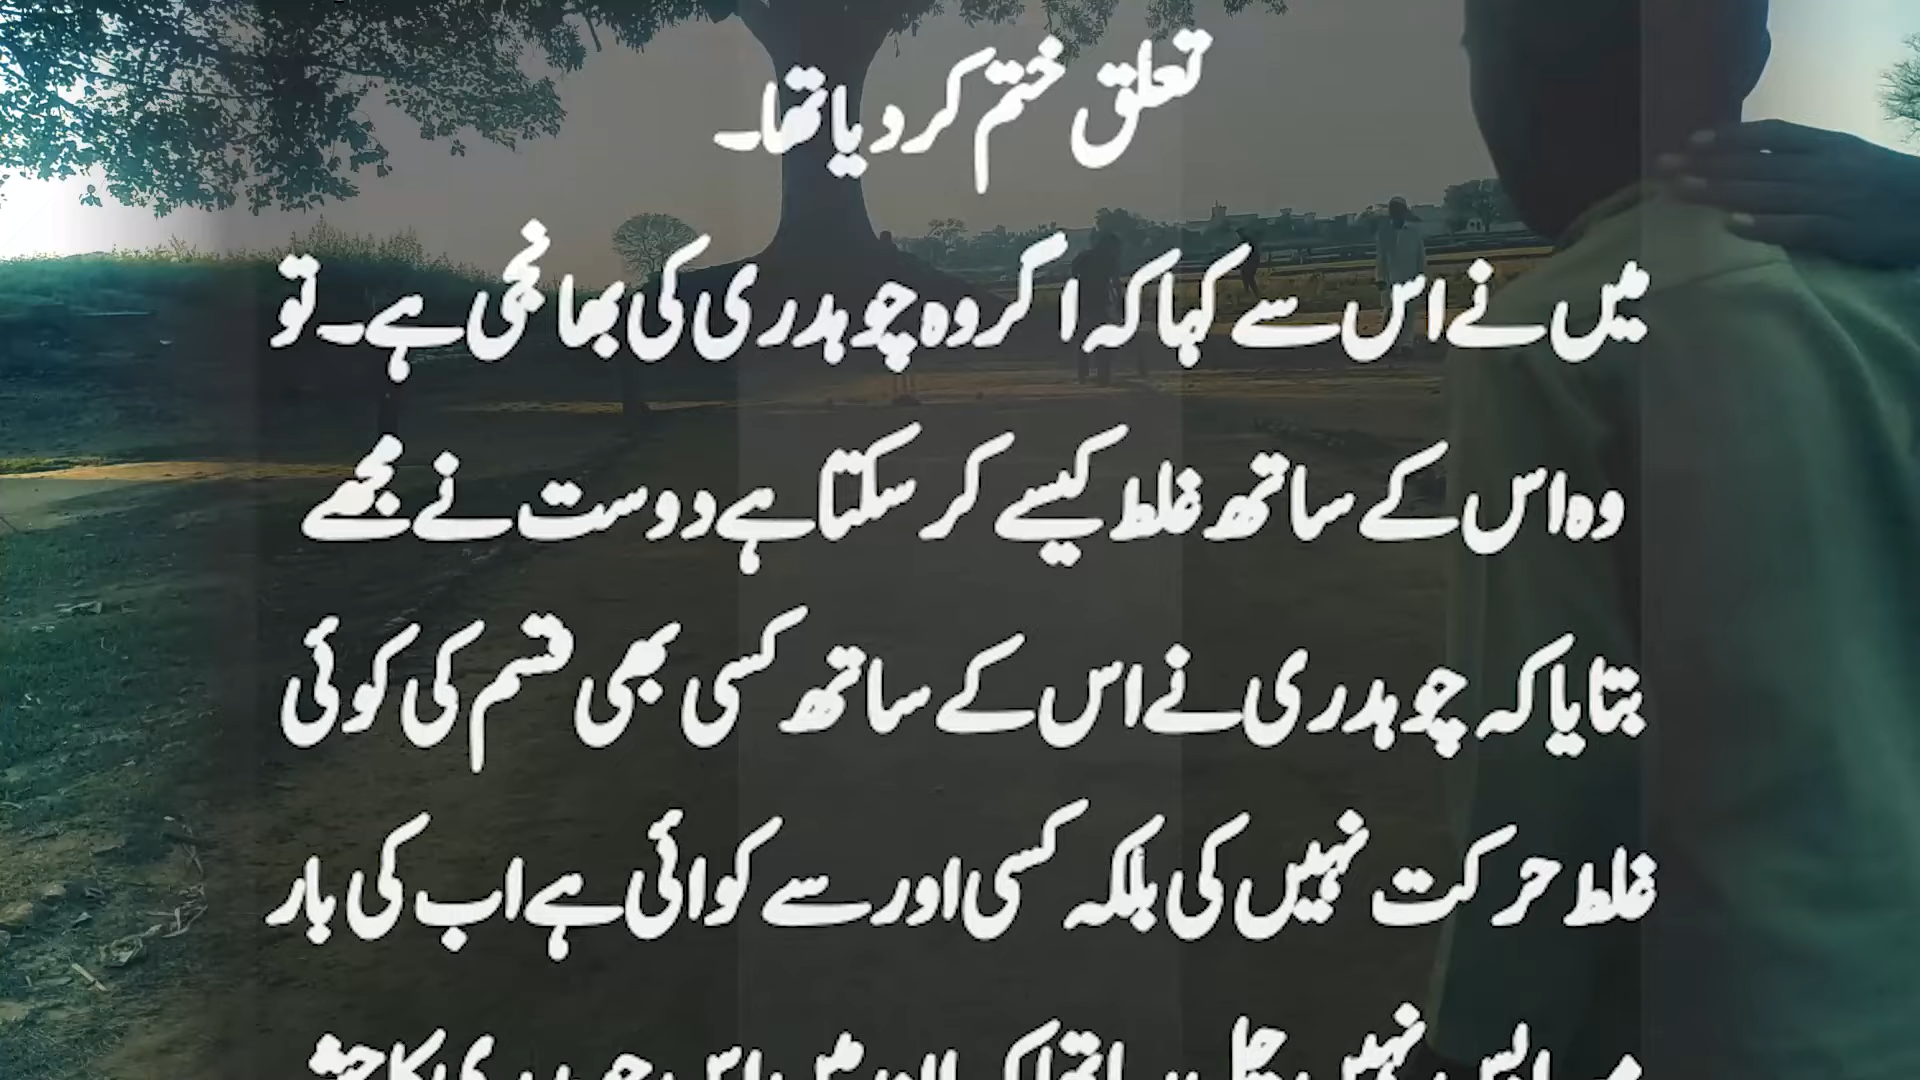 تعلق ختم کر دیا تھا۔
میں نے اس سے کہا کہ اگر وہ چوہدری کی بھانجی ہے۔ تو
وہ اس کے ساتھ غلط کیسے کر سکتا ہے دوست نے مجھے
بتایا کہ چوہدری نے اس کے ساتھ کسی بھی قسم کی کوئی
غلط حرکت نہیں کی بلکہ کسی اور سے کوائی ہے اب کی بار